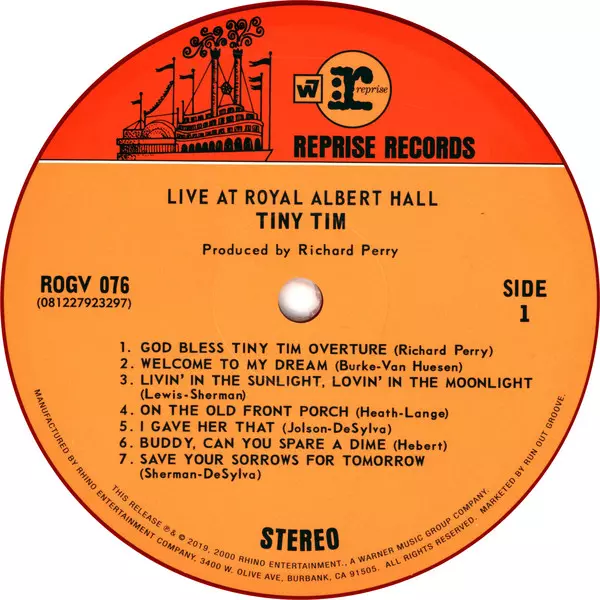 W7
r
:reprise
REPRISE RECORDS
LIVE AT ROYAL ALBERT HALL
TINY TIM
Produced by Richard Perry
ROGV 076
(081227923297)
SIDE
1
1. GOD BLESS TINY TIM OVERTURE (Richard Perry)
2. WELCOME TO MY DREAM (Burke-Van Huesen)
3. LIVIN' IN THE SUNLIGHT, LOVIN' IN THE MOONLIGHT
(Lewis-Sherman)
4. ON THE OLD FRONT PORCH (Heath-Lange)
5. I GAVE HER THAT (Jolson-DeSylva)
6. BUDDY, CAN YOU SPARE A DIME (Hebert)
7. SAVE YOUR SORROWS FOR TOMORROW
(Sherman-DeSylva)
STEREO
THIS RELEASE ℗ & © 2019, 2000 RHINO ENTERTAINMENT., A WARNER MUSIC GROUP COMPANY.
MANUFACTURED BY RHINO ENTERTAINMENT COMPANY, 3400 W. OLIVE AVE, BURBANK, CA 91505. ALL RIGHTS RESERVED. MARKETED BY RUN OUT GROOVE.